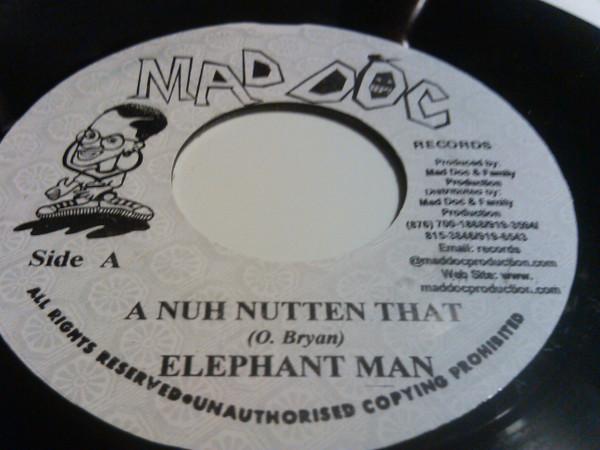 MAD DOC
RECORDS
Produced by:
Mad Doc & Family
Production
Distributed by:
Mad Doc & Family
Production
Email: records
@maddocproduction.com
Web Site: www.
maddocproduction.com
Side A
A NUH NUTTEN THAT
(O. Bryan)
ELEPHANT MAN
ALL RIGHTS RESERVED•UNAUTHORISED COPYING PROHIBITED